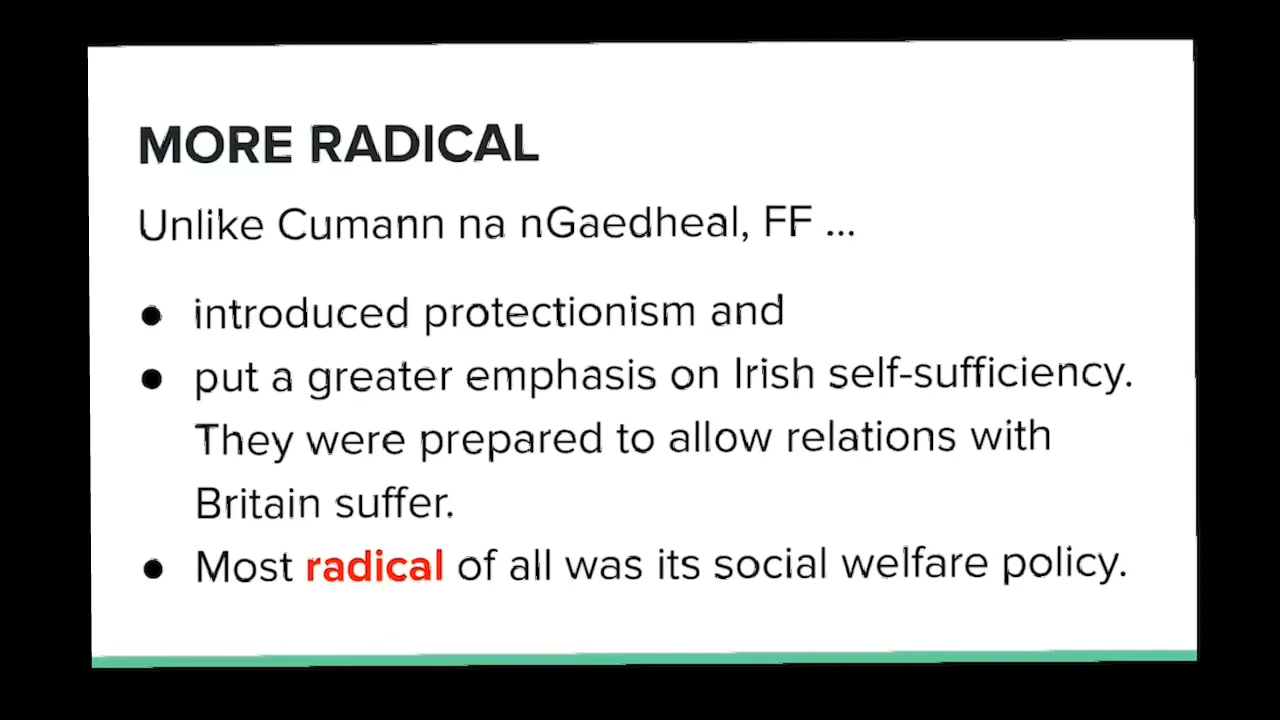 MORE RADICAL
Unlike Cumann na nGaedheal, FF ...
● introduced protectionism and
● put a greater emphasis on Irish self-sufficiency.
They were prepared to allow relations with
Britain suffer.
● Most radical of all was its social welfare policy.